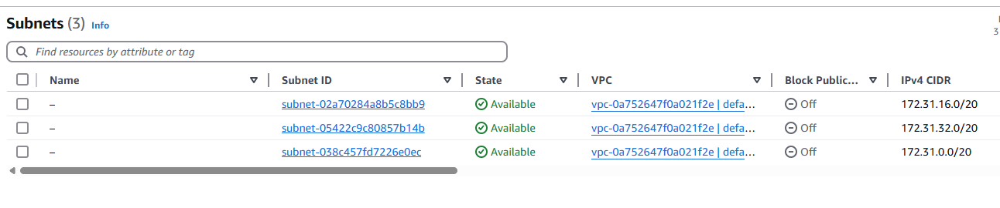 Subnets (3) Info
3
Find resources by attribute or tag
Name Subnet ID State VPC Block Public... IPv4 CIDR
– subnet-02a70284a8b5c8bb9 Available vpc-0a752647f0a021f2e | defa... Off 172.31.16.0/20
– subnet-05422c9c80857b14b Available vpc-0a752647f0a021f2e | defa... Off 172.31.32.0/20
– subnet-038c457fd7226e0ec Available vpc-0a752647f0a021f2e | defa... Off 172.31.0.0/20